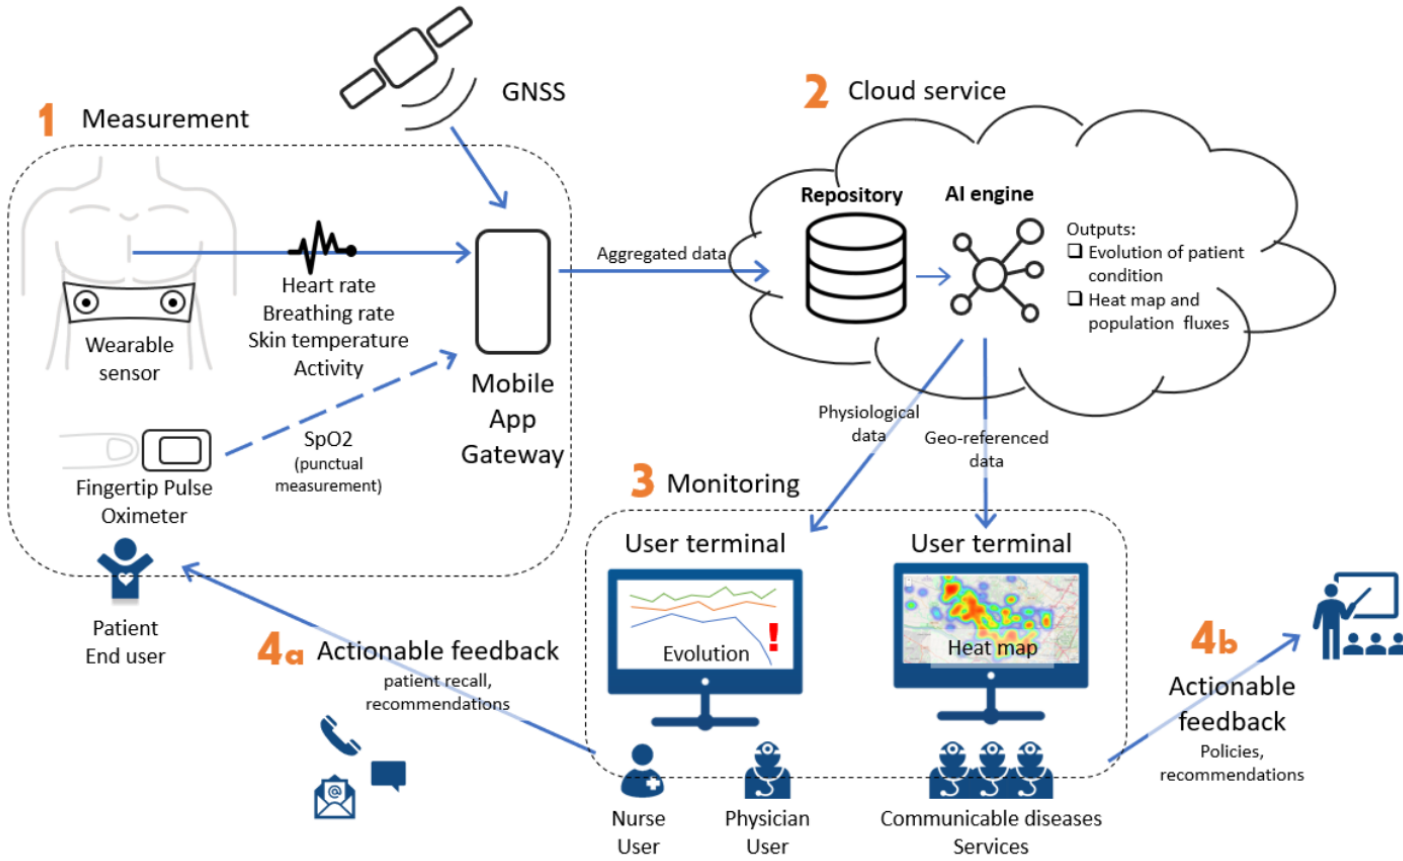 GNSS
1 Measurement
Wearable
sensor
Heart rate
Breathing rate
Skin temperature
Activity
Mobile
App
Gateway
SpO2
(punctual
measurement)
Fingertip Pulse
Oximeter
Patient
End user
Aggregated data
2 Cloud service
Repository
AI engine
Outputs:
Evolution of patient
condition
Heat map and
population fluxes
Physiological
data
Geo-referenced
data
3 Monitoring
User terminal
Evolution
!
User terminal
Heat map
Nurse
User
Physician
User
Communicable diseases
Services
4a Actionable feedback
patient recall,
recommendations
@
4b
Actionable
feedback
Policies,
recommendations